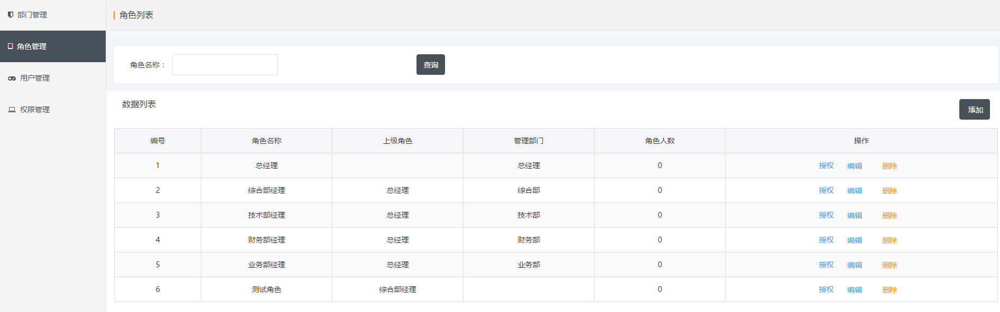 部门管理
角色管理
用户管理
权限管理
角色列表
角色名称：
查询
数据列表
添加
编号 角色名称 上级角色 管理部门 角色人数 操作
1 总经理 总经理 0 授权 编辑 删除
2 综合部经理 总经理 综合部 0 授权 编辑 删除
3 技术部经理 总经理 技术部 0 授权 编辑 删除
4 财务部经理 总经理 财务部 0 授权 编辑 删除
5 业务部经理 总经理 业务部 0 授权 编辑 删除
6 测试角色 综合部经理 0 授权 编辑 删除